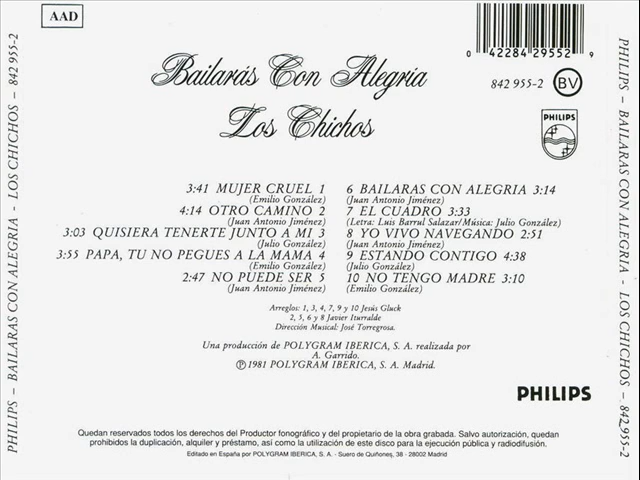 AAD
PHILIPS – BAILARAS CON ALEGRIA - LOS CHICHOS – 842 955-2
Bailarás Con Alegría
Los Chichos
0 42284 29552 9
842 955-2
BV
PHILIPS
3:41 MUJER CRUEL 1
(Emilio González)
4:14 OTRO CAMINO 2
(Juan Antonio Jiménez)
3:03 QUISIERA TENERTE JUNTO A MI 3
(Julio González)
3:55 PAPA, TU NO PEGUES A LA MAMA 4
(Emilio González)
2:47 NO PUEDE SER 5
(Juan Antonio Jiménez)
6 BAILARAS CON ALEGRIA 3:14
(Juan Antonio Jiménez)
7 EL CUADRO 3:33
(Letra: Luis Barrul Salazar/Música: Julio González)
8 YO VIVO NAVEGANDO 2:51
(Juan Antonio Jiménez)
9 ESTANDO CONTIGO 4:38
(Julio González)
10 NO TENGO MADRE 3:10
(Emilio González)
Arreglos: 1, 3, 4, 7, 9 y 10 Jesús Gluck
2, 5, 6 y 8 Javier Iturralde
Dirección Musical: José Torregrosa.
Una producción de POLYGRAM IBERICA, S. A. realizada por
A. Garrido.
Ⓟ1981 POLYGRAM IBERICA, S. A. Madrid.
PHILIPS
Quedan reservados todos los derechos del Productor fonográfico y del propietario de la obra grabada. Salvo autorización, quedan
prohibidos la duplicación, alquiler y préstamo, así como la utilización de este disco para la ejecución pública y radiodifusión.
Editado en España por POLYGRAM IBERICA, S. A. - Suero de Quiñones, 38 - 28002 Madrid
PHILIPS – BAILARAS CON ALEGRIA - LOS CHICHOS – 842 955-2